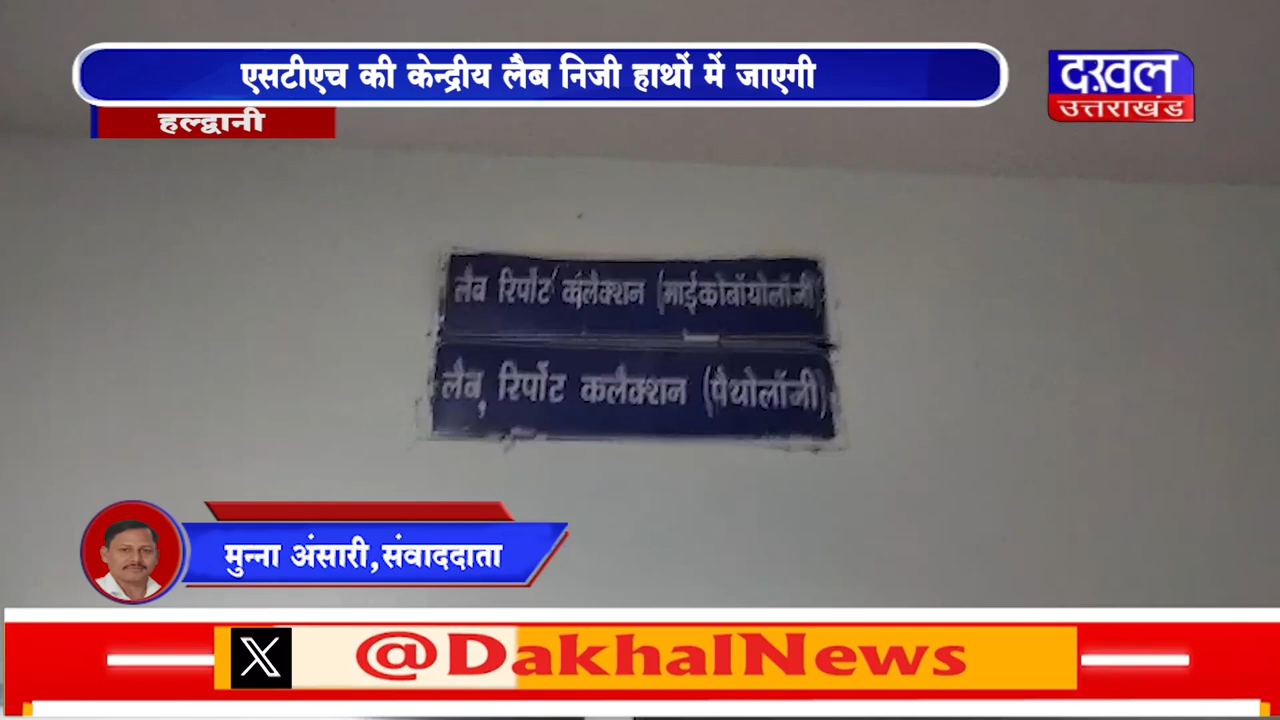 एसटीएच की केन्द्रीय लैब निजी हाथों में जाएगी
दख़ल
उत्तराखंड
हल्द्वानी
लैब रिर्पोट कलैक्शन (माईकोबॉयोलॉजी)
लैब रिर्पोट कलैक्शन (पैथोलॉजी)
मुन्ना अंसारी,संवाददाता
X @DakhalNews